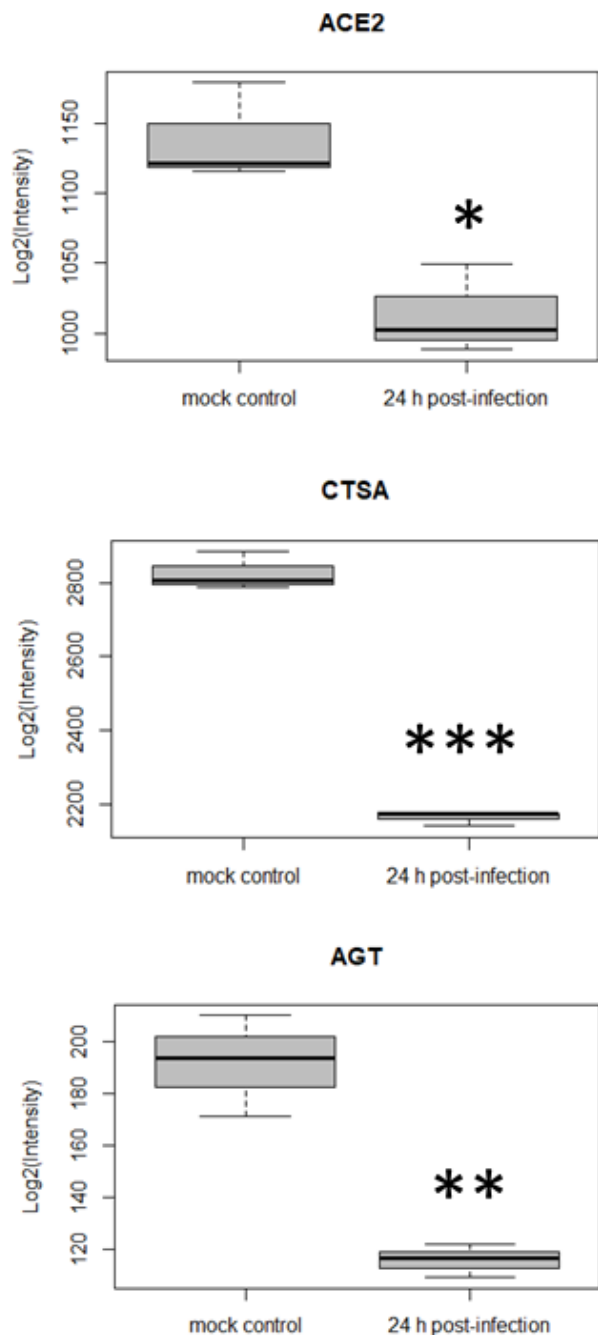 ACE2
Log2(Intensity)
1150
1100
1050
1000
*
mock control 24 h post-infection
CTSA
Log2(Intensity)
2800
2600
2400
2200
***
mock control 24 h post-infection
AGT
Log2(Intensity)
200
180
160
140
120
**
mock control 24 h post-infection